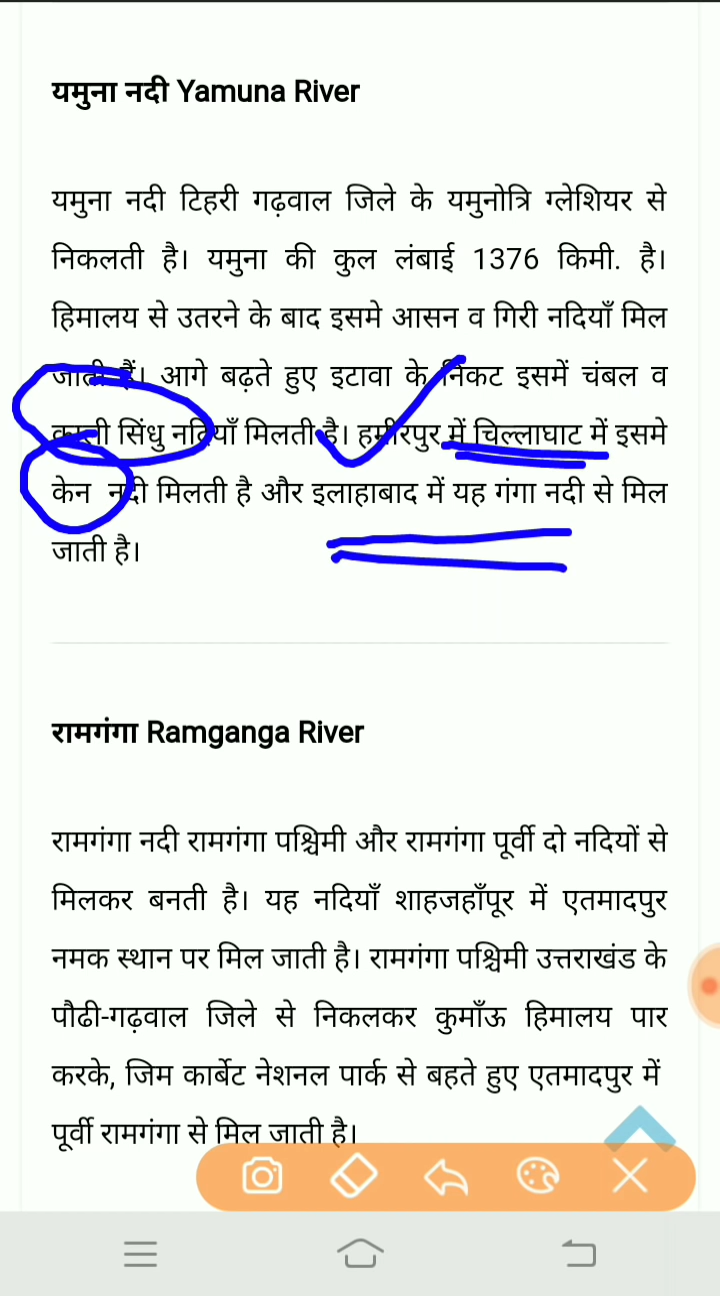 यमुना नदी Yamuna River
यमुना नदी टिहरी गढ़वाल जिले के यमुनोत्रि ग्लेशियर से
निकलती है। यमुना की कुल लंबाई 1376 किमी. है।
हिमालय से उतरने के बाद इसमे आसन व गिरी नदियाँ मिल
जाती हैं। आगे बढ़ते हुए इटावा के निकट इसमें चंबल व
सिंधु नदियाँ मिलती है। हमीरपुर में चिल्लाघाट में इसमे
केन नदी मिलती है और इलाहाबाद में यह गंगा नदी से मिल
जाती है।
रामगंगा Ramganga River
रामगंगा नदी रामगंगा पश्चिमी और रामगंगा पूर्वी दो नदियों से
मिलकर बनती है। यह नदियाँ शाहजहाँपूर में एतमादपुर
नमक स्थान पर मिल जाती है। रामगंगा पश्चिमी उत्तराखंड के
पौढी-गढ़वाल जिले से निकलकर कुमाँऊ हिमालय पार
करके, जिम कार्बेट नेशनल पार्क से बहते हुए एतमादपुर में
पूर्वी रामगंगा से मिल जाती है।